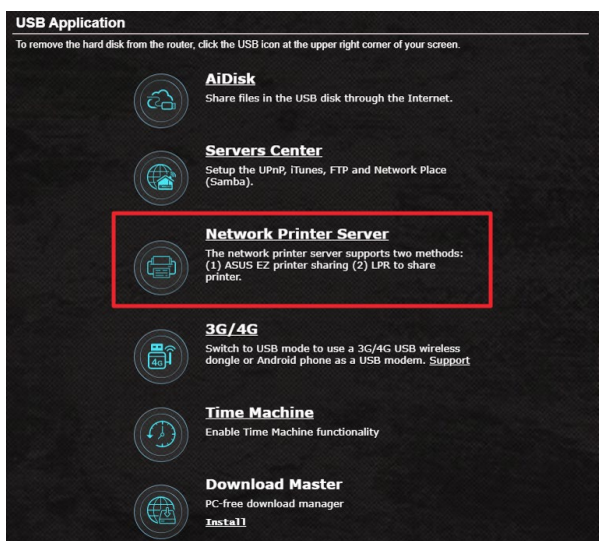 USB Application
To remove the hard disk from the router, click the USB icon at the upper right corner of your screen.
AiDisk
Share files in the USB disk through the Internet.
Servers Center
Setup the UPnP, iTunes, FTP and Network Place
(Samba).
Network Printer Server
The network printer server supports two methods:
(1) ASUS EZ printer sharing (2) LPR to share
printer.
3G/4G
4G
Switch to USB mode to use a 3G/4G USB wireless
dongle or Android phone as a USB modem. Support
Time Machine
Enable Time Machine functionality
Download Master
PC-free download manager
Install